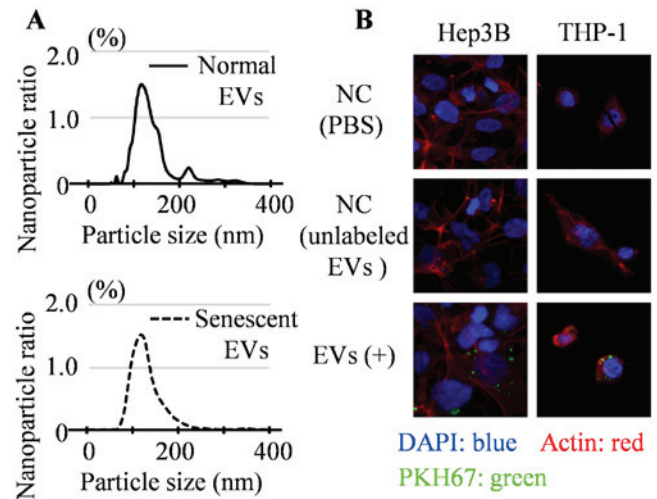 A
(%)
2.0
1.0
0
Nanoparticle ratio
Normal
EVs
0 200 400
Particle size (nm)
(%)
2.0
1.0
0
Nanoparticle ratio
Senescent
EVs
0 200 400
Particle size (nm)
B
Hep3B THP-1
NC
(PBS)
NC
(unlabeled
EVs )
EVs (+)
DAPI: blue Actin: red
PKH67: green